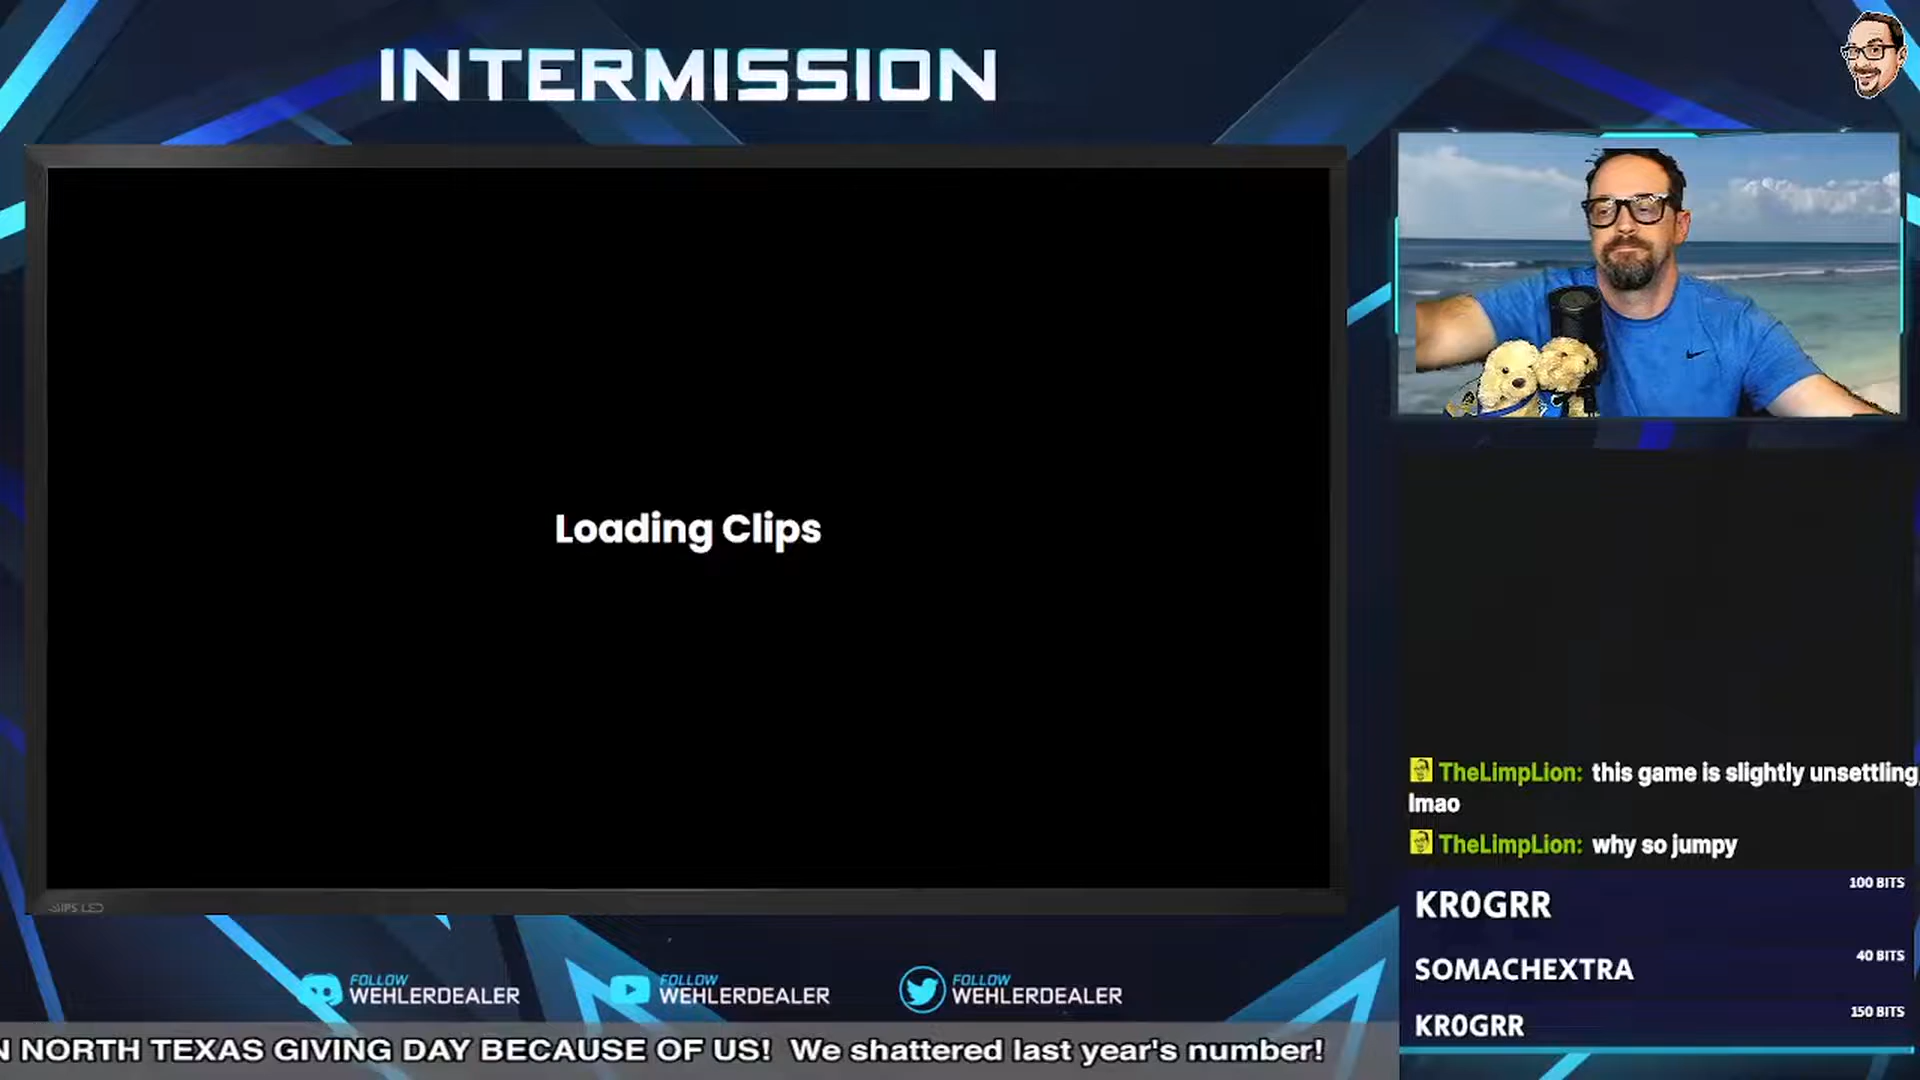 INTERMISSION
Loading Clips
TheLimpLion: this game is slightly unsettling,
lmao
TheLimpLion: why so jumpy
100 BITS
KR0GRR
40 BITS
SOMACHEXTRA
150 BITS
KR0GRR
FOLLOW
WEHLERDEALER
FOLLOW
WEHLERDEALER
FOLLOW
WEHLERDEALER
N NORTH TEXAS GIVING DAY BECAUSE OF US! We shattered last year's number!